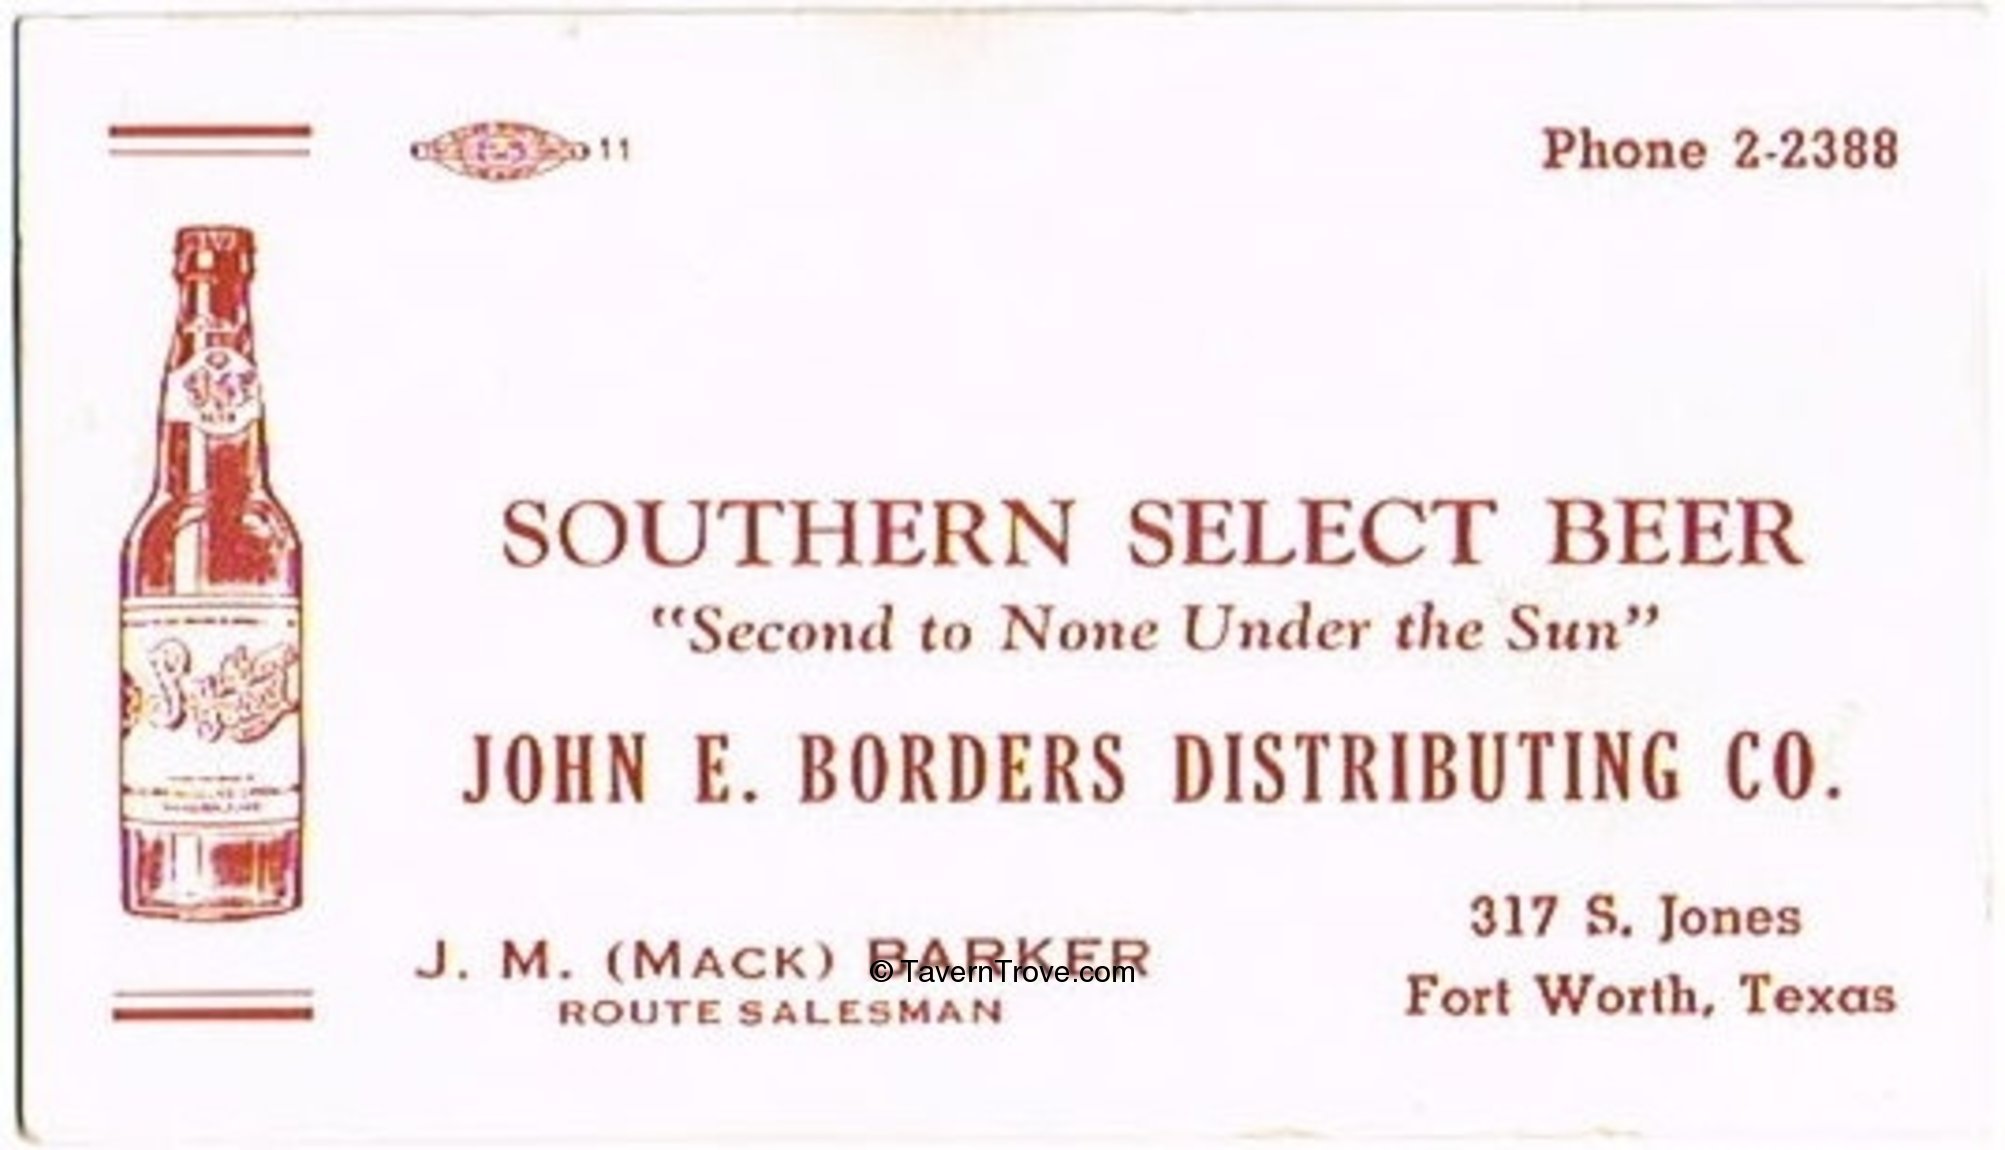 11
Phone 2-2388
SOUTHERN SELECT BEER
“Second to None Under the Sun”
JOHN E. BORDERS DISTRIBUTING CO.
J. M. (MACK) BARKER
© TavernTrove.com
ROUTE SALESMAN
317 S. Jones
Fort Worth, Texas